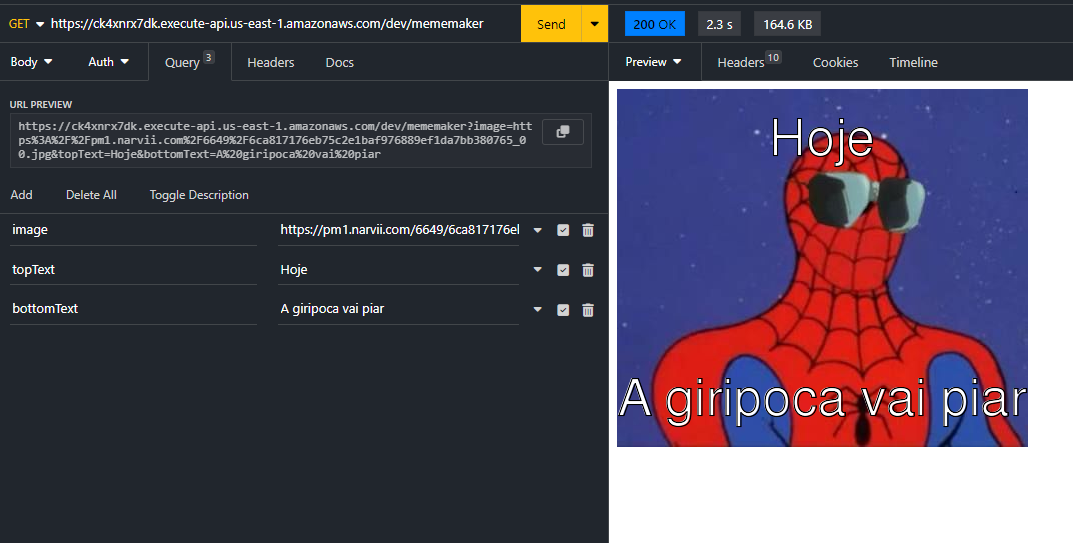 GET https://ck4xnrx7dk.execute-api.us-east-1.amazonaws.com/dev/mememaker Send
200 OK 2.3 s 164.6 KB
Body Auth Query 3 Headers Docs
Preview Headers 10 Cookies Timeline
URL PREVIEW
https://ck4xnrx7dk.execute-api.us-east-1.amazonaws.com/dev/mememaker?image=htt
ps%3A%2F%2Fpm1.narvii.com%2F6649%2F6ca817176eb75c2e1baf976889ef1da7bb380765_0
0.jpg&topText=Hoje&bottomText=A%20giripoca%20vai%20piar
Add Delete All Toggle Description
image https://pm1.narvii.com/6649/6ca817176el
topText Hoje
bottomText A giripoca vai piar
Hoje
A giripoca vai piar